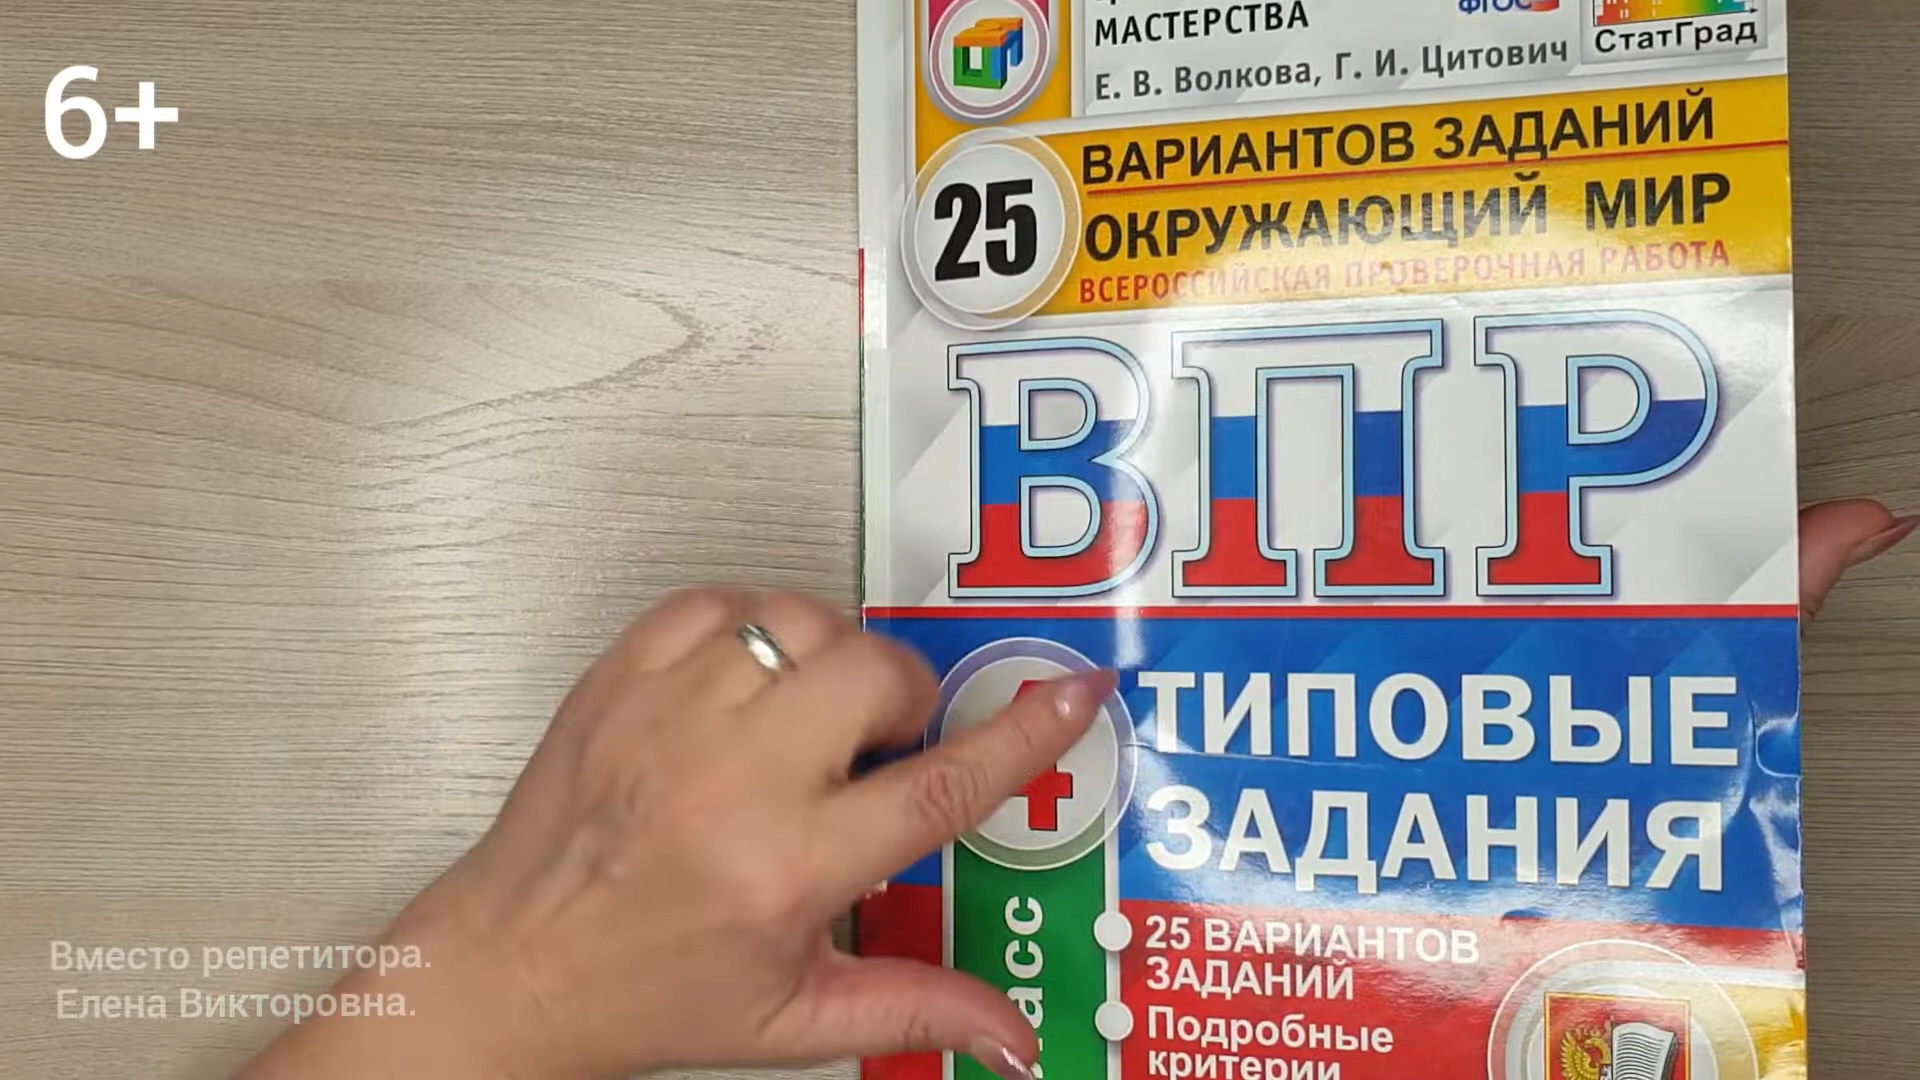 6+
МАСТЕРСТВА
ФГОС
СтатГрад
Е. В. Волкова, Г. И. Цитович
25
ВАРИАНТОВ ЗАДАНИЙ
ОКРУЖАЮЩИЙ МИР
ВСЕРОССИЙСКАЯ ПРОВЕРОЧНАЯ РАБОТА
ВПР
4
ТИПОВЫЕ
ЗАДАНИЯ
25 ВАРИАНТОВ
ЗАДАНИЙ
Подробные
критерии
Вместо репетитора.
Елена Викторовна.